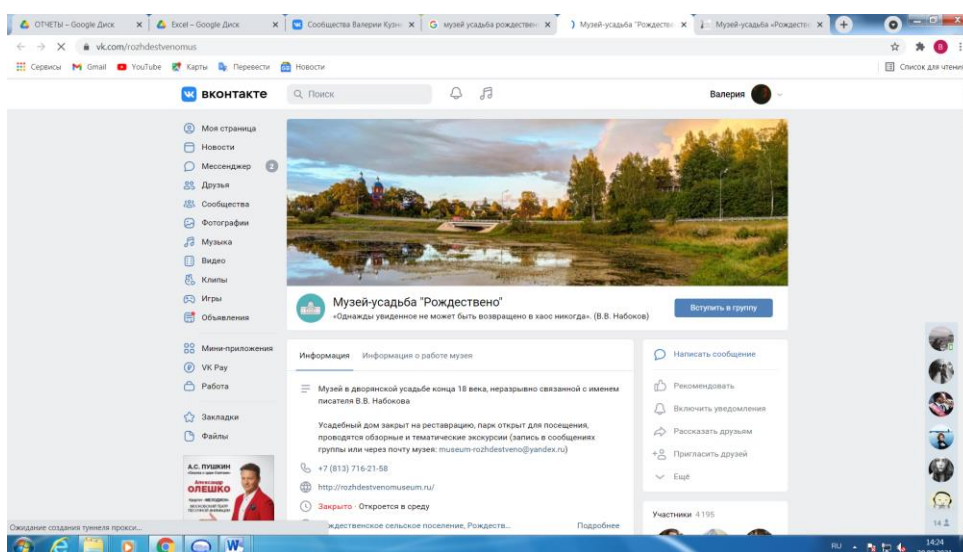 ОТЧЕТЫ – Google Диск
Excel – Google Диск
Сообщества Валерии Кузне
музей усадьба рождествен
Музей-усадьба "Рождестве
Музей-усадьба «Рождестве
vk.com/rozhdestvenomus
Сервисы Gmail YouTube Карты Перевести Новости Список для чтения
ВКОНТАКТЕ Поиск Валерия
Моя страница
Новости
Мессенджер 2
Друзья
Сообщества
Фотографии
Музыка
Видео
Клипы
Игры
Объявления
Мини-приложения
VK Pay
Работа
Закладки
Файлы
А.С. ПУШКИН
Александр
ОЛЕШКО
Музей-усадьба "Рождествено"
«Однажды увиденное не может быть возвращено в хаос никогда». (В.В. Набоков)
Вступить в группу
Информация Информация о работе музея
Музей в дворянской усадьбе конца 18 века, неразрывно связанной с именем
писателя В.В. Набокова
Усадебный дом закрыт на реставрацию, парк открыт для посещения,
проводятся обзорные и тематические экскурсии (запись в сообщениях
группы или через почту музея: museum-rozhdestveno@yandex.ru)
+7 (813) 716-21-58
http://rozhdestvenomuseum.ru/
Закрыто · Откроется в среду
ждественское сельское поселение, Рождеств... Подробнее
Написать сообщение
Рекомендовать
Включить уведомления
Рассказать друзьям
Пригласить друзей
Ещё
Участники 4195
14
Ожидание создания туннеля прокси...
RU 14:24